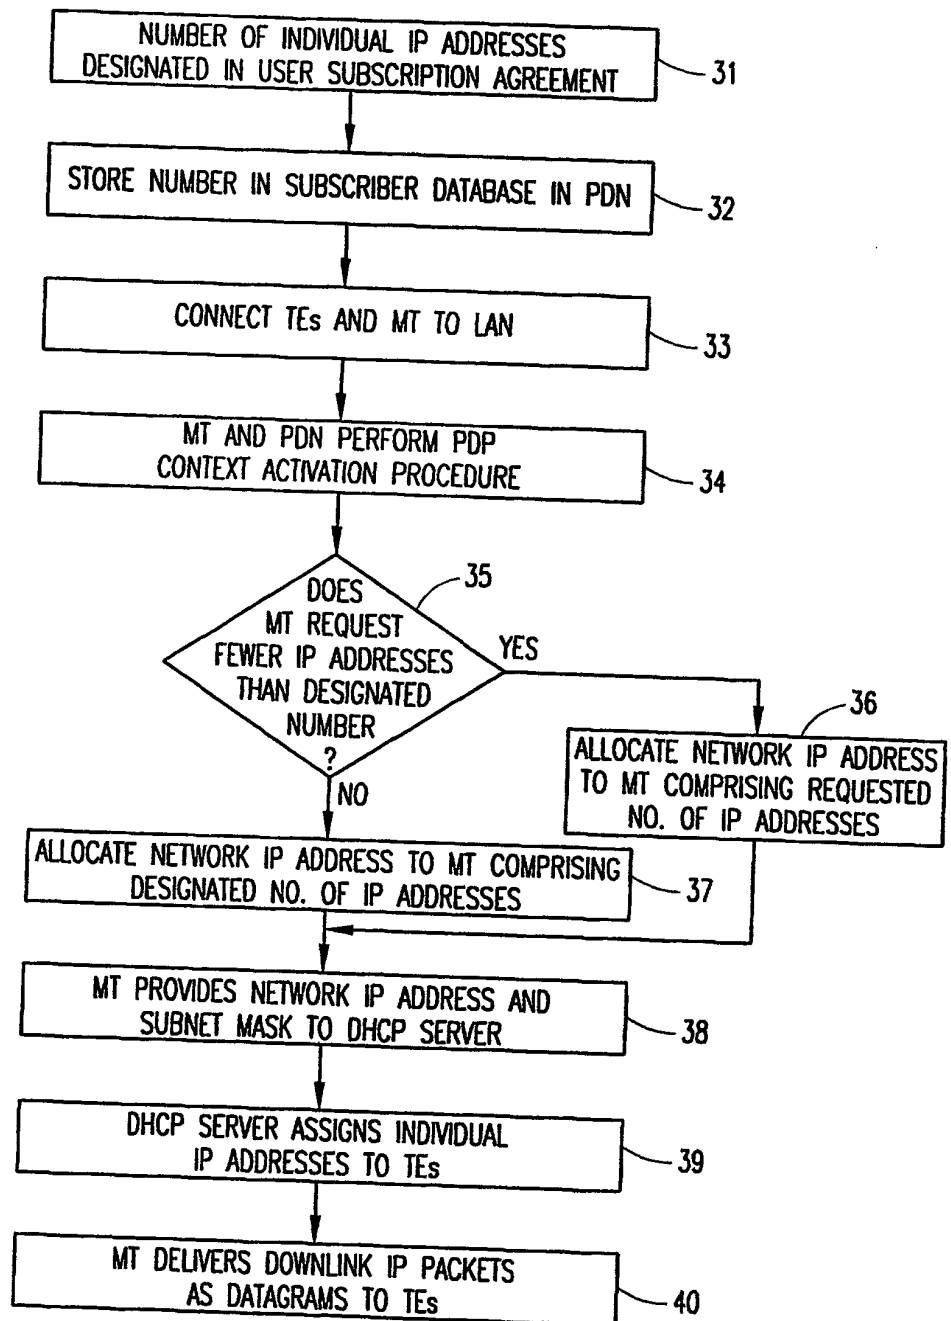 NUMBER OF INDIVIDUAL IP ADDRESSES
DESIGNATED IN USER SUBSCRIPTION AGREEMENT
31
STORE NUMBER IN SUBSCRIBER DATABASE IN PDN
32
CONNECT TEs AND MT TO LAN
33
MT AND PDN PERFORM PDP
CONTEXT ACTIVATION PROCEDURE
34
35
DOES
MT REQUEST
FEWER IP ADDRESSES
THAN DESIGNATED
NUMBER
?
YES
NO
36
ALLOCATE NETWORK IP ADDRESS
TO MT COMPRISING REQUESTED
NO. OF IP ADDRESSES
ALLOCATE NETWORK IP ADDRESS TO MT COMPRISING
DESIGNATED NO. OF IP ADDRESSES
37
MT PROVIDES NETWORK IP ADDRESS AND
SUBNET MASK TO DHCP SERVER
38
DHCP SERVER ASSIGNS INDIVIDUAL
IP ADDRESSES TO TEs
39
MT DELIVERS DOWNLINK IP PACKETS
AS DATAGRAMS TO TEs
40